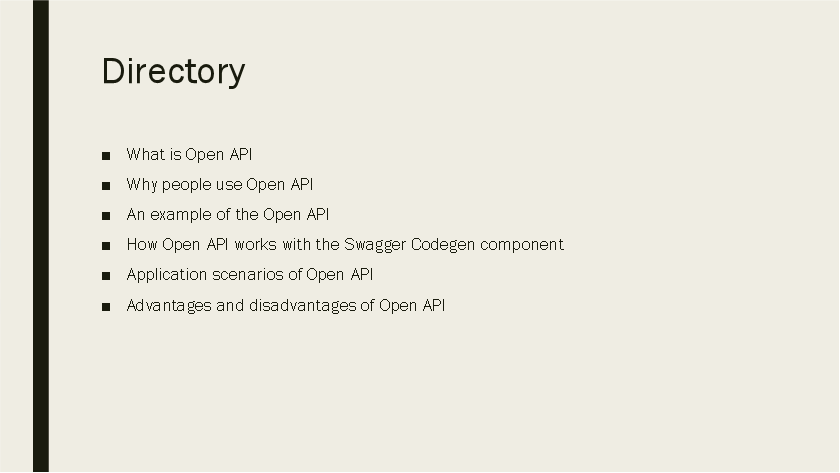 Directory
What is Open API
Why people use Open API
An example of the Open API
How Open API works with the Swagger Codegen component
Application scenarios of Open API
Advantages and disadvantages of Open API